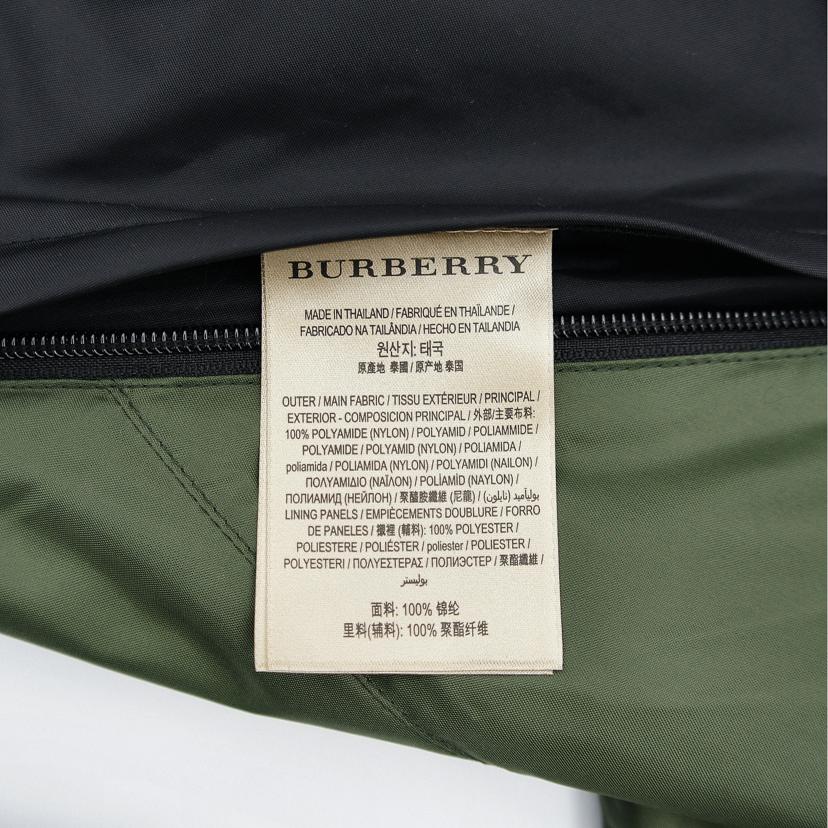 BURBERRY
MADE IN THAILAND / FABRIQUÉ EN THAÏLANDE /
FABRICADO NA TAILÂNDIA / HECHO EN TAILANDIA
원산지: 태국
原產地 泰國 / 原产地 泰国
OUTER / MAIN FABRIC / TISSU EXTÉRIEUR / PRINCIPAL /
EXTERIOR - COMPOSICION PRINCIPAL / 外部/主要布料:
100% POLYAMIDE (NYLON) / POLYAMID / POLIAMMIDE /
POLYAMIDE / POLYAMID (NYLON) / POLIAMIDA /
poliamida / POLIAMIDA (NYLON) / POLYAMIDI (NAILON) /
ΠΟΛΥΑΜΙΔΙΟ (ΝΑΪΛΟΝ) / POLİAMİD (NAYLON) /
ПОЛИАМИД (НЕЙЛОН) / 聚醯胺纖維 (尼龍) / بوليأميد (نايلون)
LINING PANELS / EMPIÈCEMENTS DOUBLURE / FORRO
DE PANELES / 襯裡 (輔料): 100% POLYESTER /
POLIESTERE / POLIÉSTER / poliester / POLIESTER /
POLYESTERI / ΠΟΛΥΕΣΤΕΡΑΣ / ПОЛИЭСТЕР / 聚酯纖維 /
بوليستر
面料: 100% 锦纶
里料(辅料): 100% 聚酯纤维